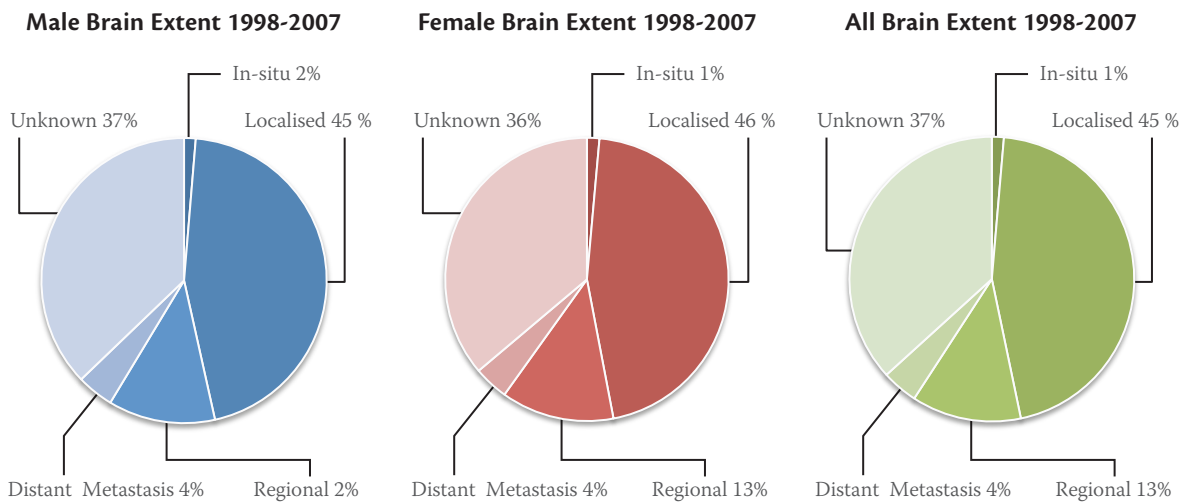 Male Brain Extent 1998-2007
In-situ 2%
Unknown 37%
Localised 45 %
Distant Metastasis 4%
Regional 2%
Female Brain Extent 1998-2007
In-situ 1%
Unknown 36%
Localised 46 %
Distant Metastasis 4%
Regional 13%
All Brain Extent 1998-2007
In-situ 1%
Unknown 37%
Localised 45 %
Distant Metastasis 4%
Regional 13%